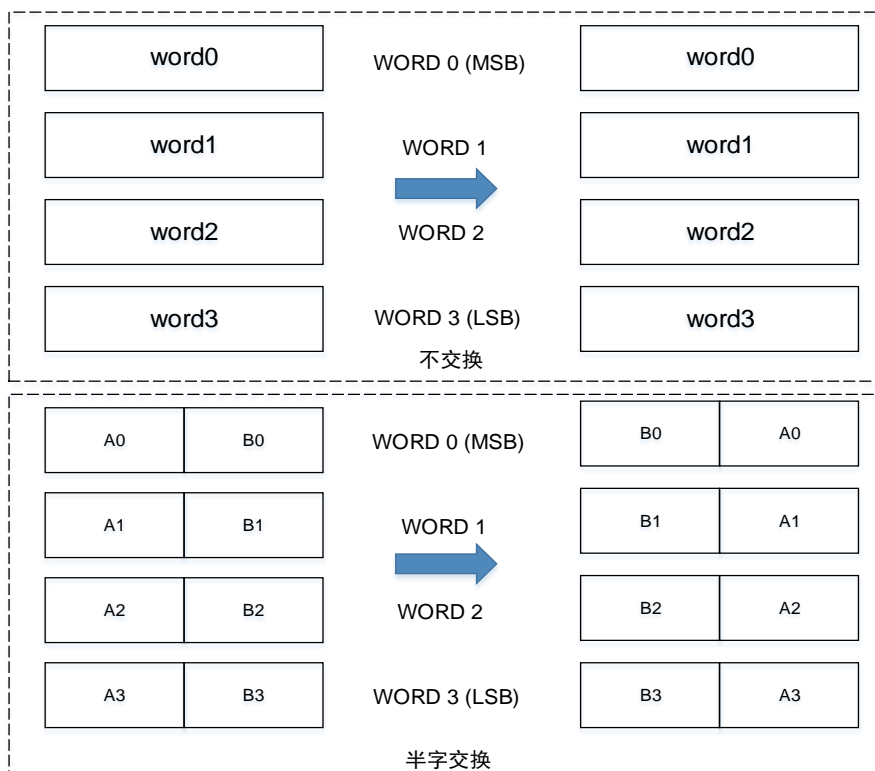 word0 WORD 0 (MSB) word0
word1 WORD 1 word1
word2 WORD 2 word2
word3 WORD 3 (LSB) word3
不交换
A0 B0 WORD 0 (MSB) B0 A0
A1 B1 WORD 1 B1 A1
A2 B2 WORD 2 B2 A2
A3 B3 WORD 3 (LSB) B3 A3
半字交换